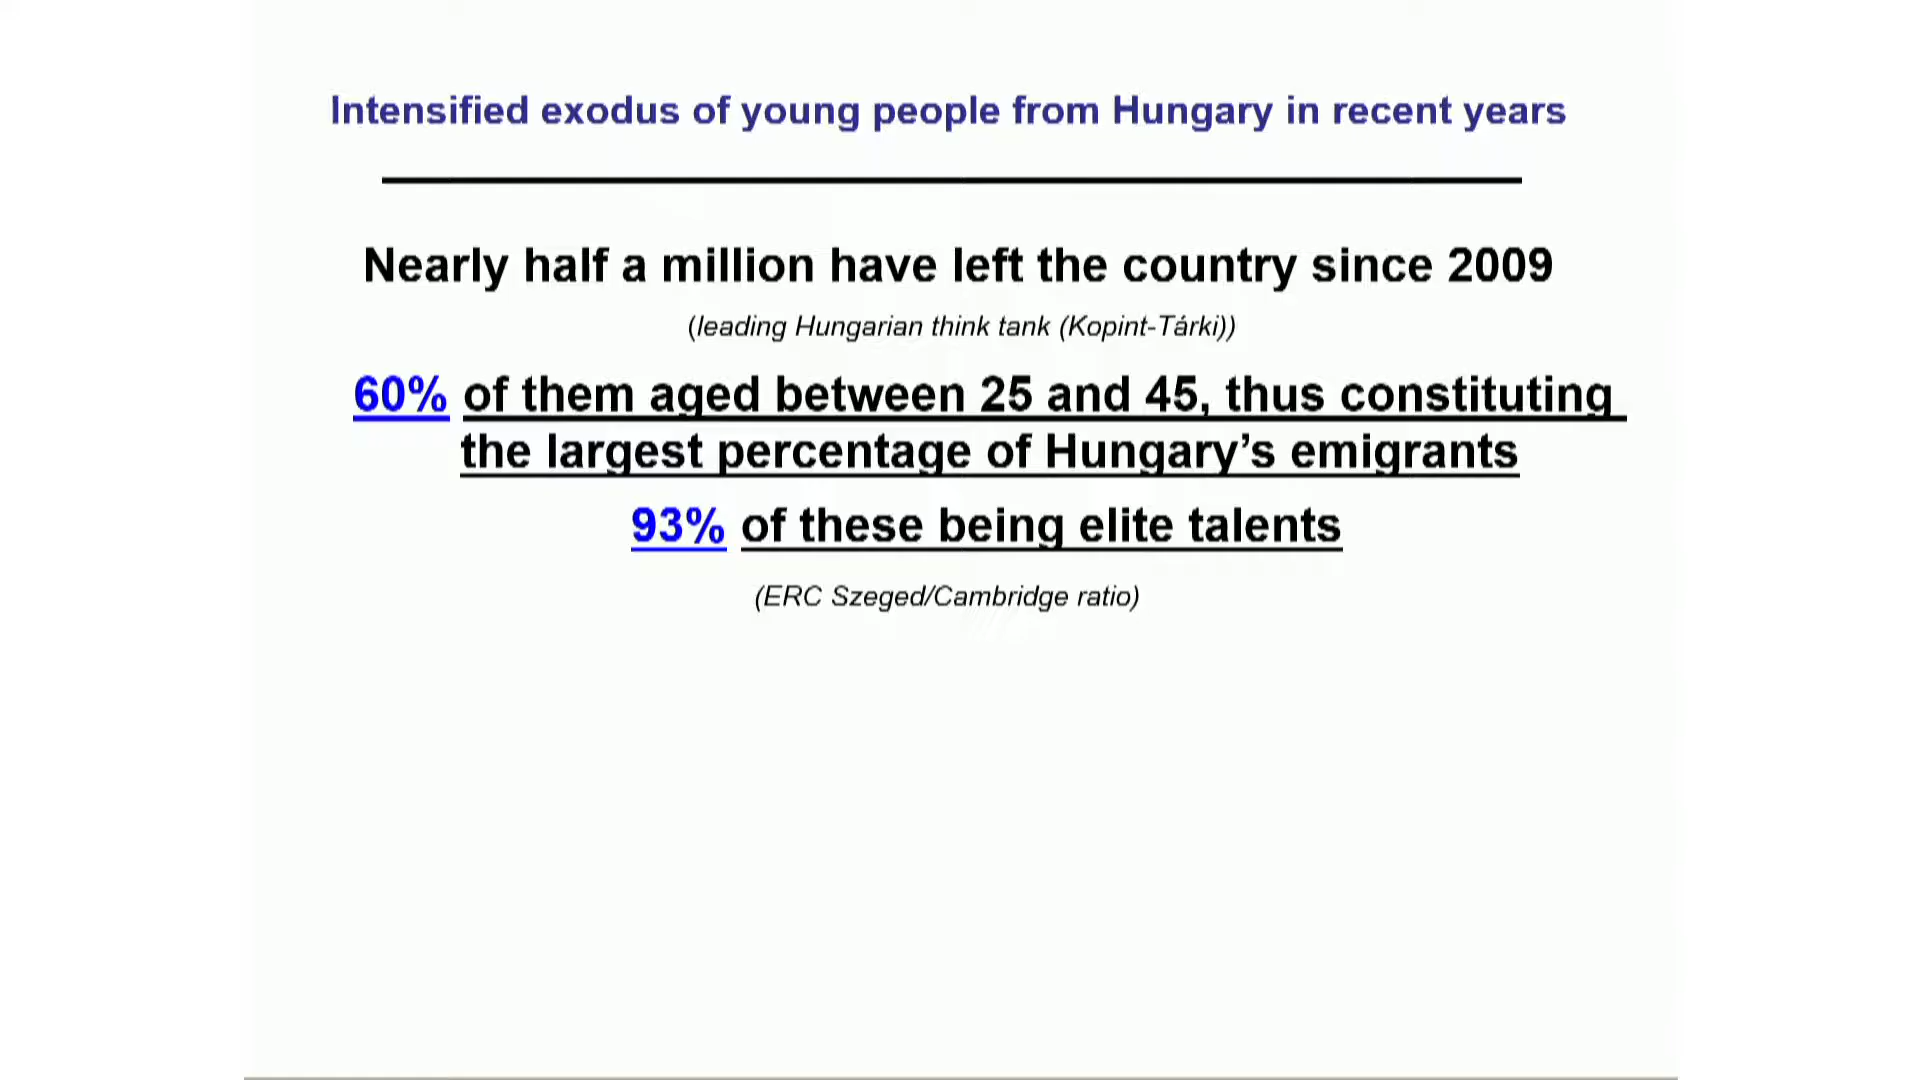 Intensified exodus of young people from Hungary in recent years
Nearly half a million have left the country since 2009
(leading Hungarian think tank (Kopint-Tárki))
60% of them aged between 25 and 45, thus constituting
the largest percentage of Hungary’s emigrants
93% of these being elite talents
(ERC Szeged/Cambridge ratio)